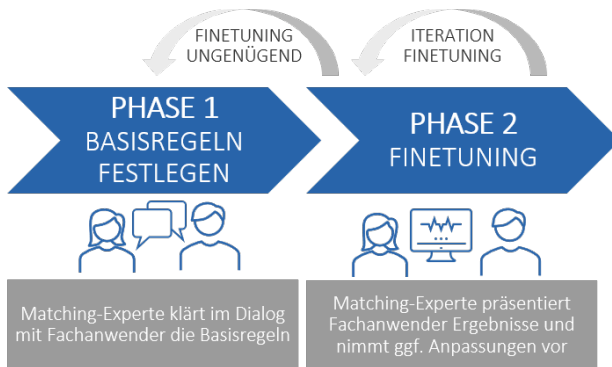 FINETUNING
UNGENÜGEND
ITERATION
FINETUNING
PHASE 1
BASISREGELN
FESTLEGEN
PHASE 2
FINETUNING
Matching-Experte klärt im Dialog
mit Fachanwender die Basisregeln
Matching-Experte präsentiert
Fachanwender Ergebnisse und
nimmt ggf. Anpassungen vor